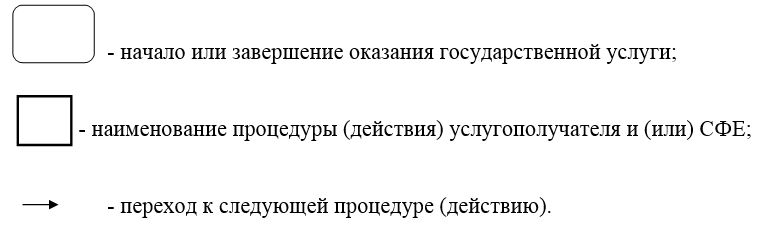 - начало или завершение оказания государственной услуги;
- наименование процедуры (действия) услугополучателя и (или) СФЕ;
- переход к следующей процедуре (действию).